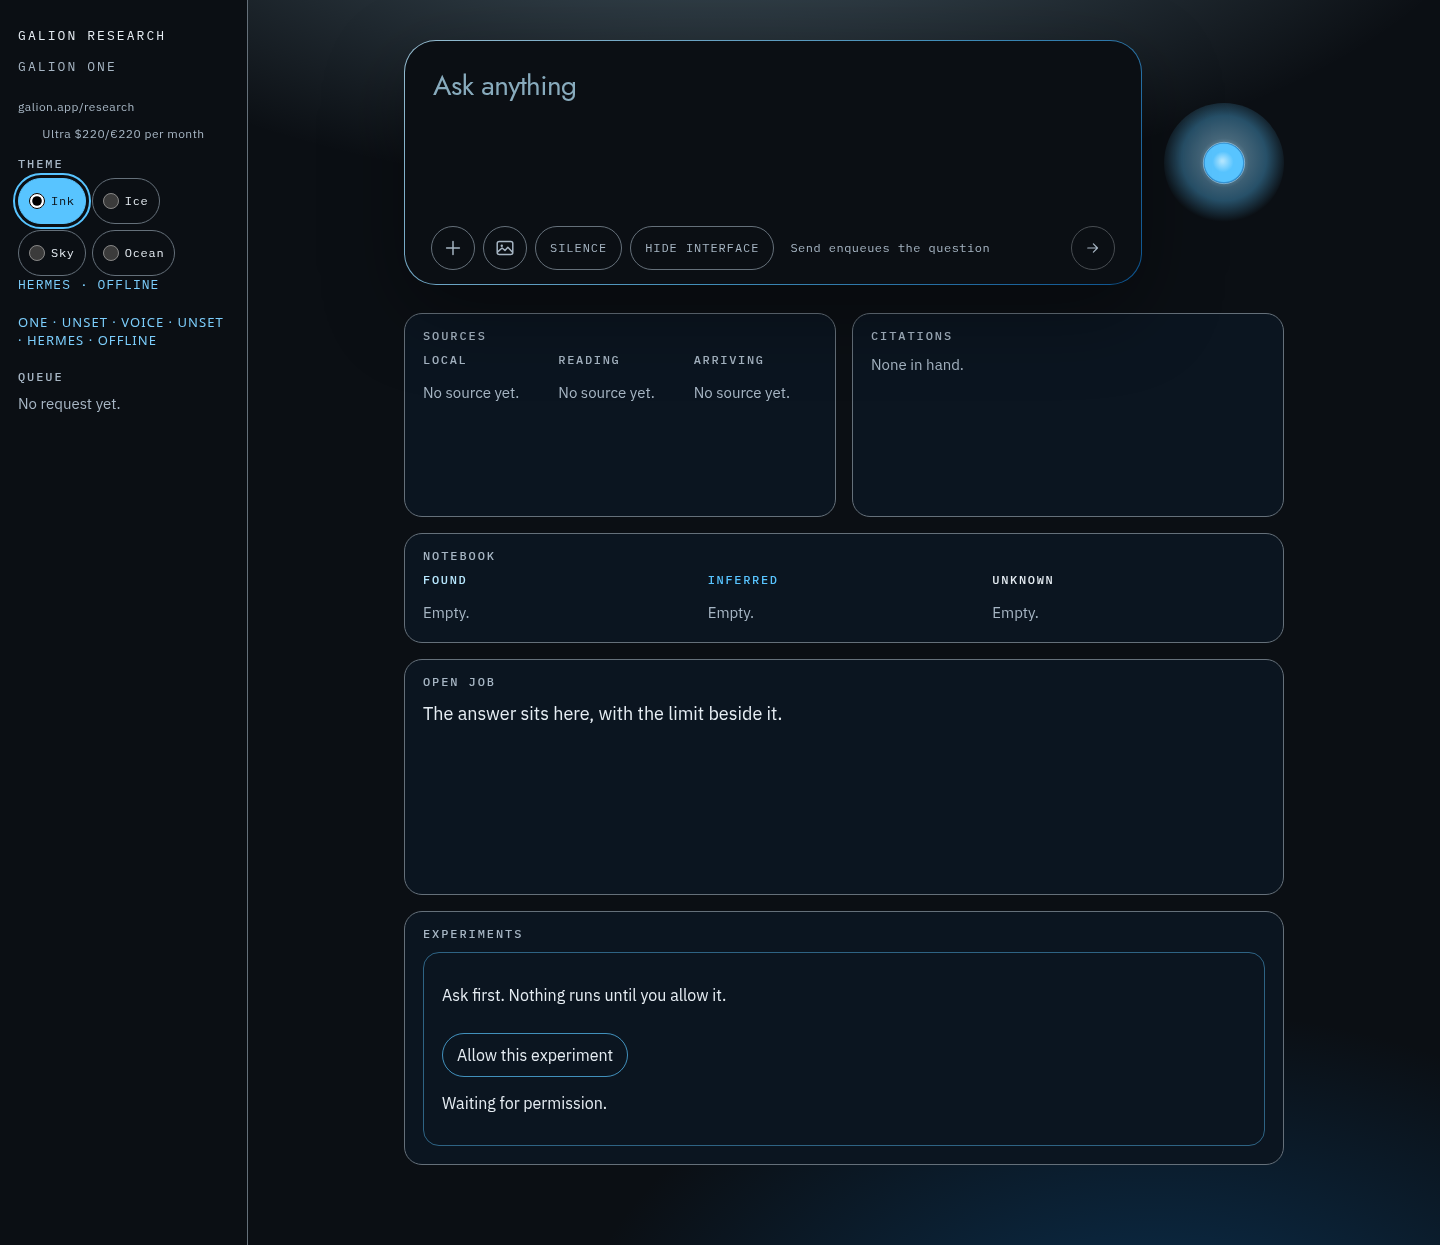 GALION RESEARCH
GALION ONE
galion.app/research
Ultra $220/€220 per month
THEME
Ink
Ice
Sky
Ocean
HERMES · OFFLINE
ONE · UNSET · VOICE · UNSET
· HERMES · OFFLINE
QUEUE
No request yet.
Ask anything
SILENCE
HIDE INTERFACE
Send enqueues the question
SOURCES
LOCAL
READING
ARRIVING
No source yet.
No source yet.
No source yet.
CITATIONS
None in hand.
NOTEBOOK
FOUND
INFERRED
UNKNOWN
Empty.
Empty.
Empty.
OPEN JOB
The answer sits here, with the limit beside it.
EXPERIMENTS
Ask first. Nothing runs until you allow it.
Allow this experiment
Waiting for permission.